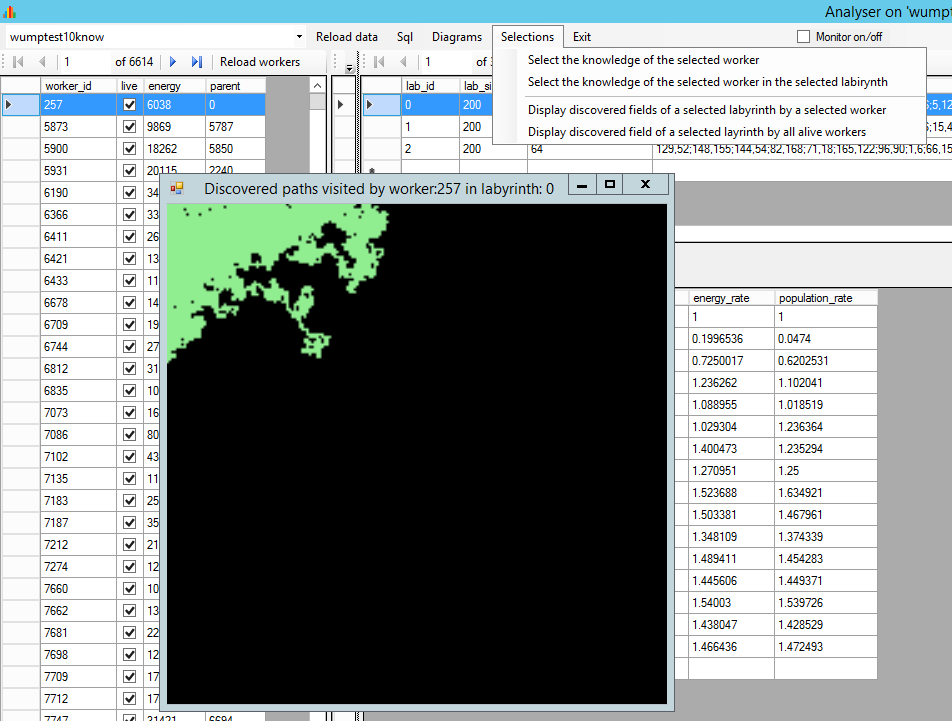 Analyser on 'wumpt
wumptest10know Reload data Sql Diagrams Selections Exit Monitor on/off
1 of 6614 Reload workers 1 of
Select the knowledge of the selected worker
Select the knowledge of the selected worker in the selected labirynth
Display discovered fields of a selected labyrinth by a selected worker
Display discovered field of a selected layrinth by all alive workers
worker_id live energy parent lab_id lab_si
257 6038 0 0 200 6;5,12
5873 9869 5787 1 200 6;15,4
5900 18262 5850 2 200 64 129,52;148,155;144,54;82,168;71,18;165,122;96,90;1,6;66,15
5931 20115 2240
Discovered paths visited by worker:257 in labyrinth: 0
6190 34
6366 33
6411 26
6421 13
6433 11
6678 14
6709 19
6744 27
6812 31
6835 10
7073 16
7086 80
7102 43
7135 11
7183 25
7187 35
7212 21
7274 12
7660 10
7662 13
7681 22
7698 12
7709 17
7712 17
7747 31421 6694
energy_rate population_rate
1 1
0.1996536 0.0474
0.7250017 0.6202531
1.236262 1.102041
1.088955 1.018519
1.029304 1.236364
1.400473 1.235294
1.270951 1.25
1.523688 1.634921
1.503381 1.467961
1.348109 1.374339
1.489411 1.454283
1.445606 1.449371
1.54003 1.539726
1.438047 1.428529
1.466436 1.472493